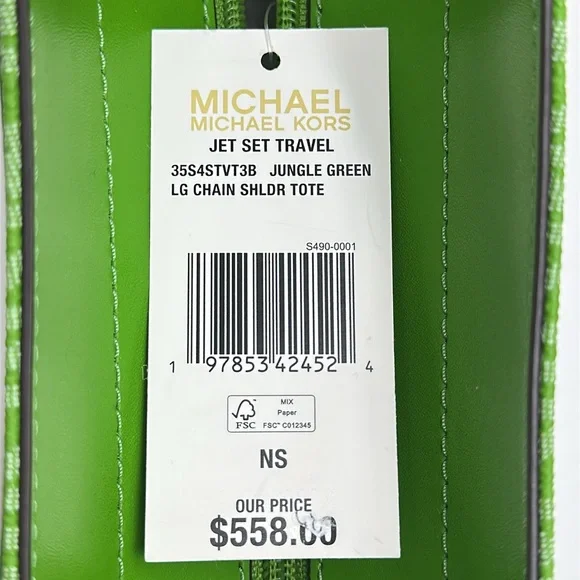 MICHAEL
MICHAEL KORS
JET SET TRAVEL
35S4STVT3B JUNGLE GREEN
LG CHAIN SHLDR TOTE
S490-0001
1 97853 42452 4
FSC
MIX
Paper
FSC™ C012345
NS
OUR PRICE
$558.00